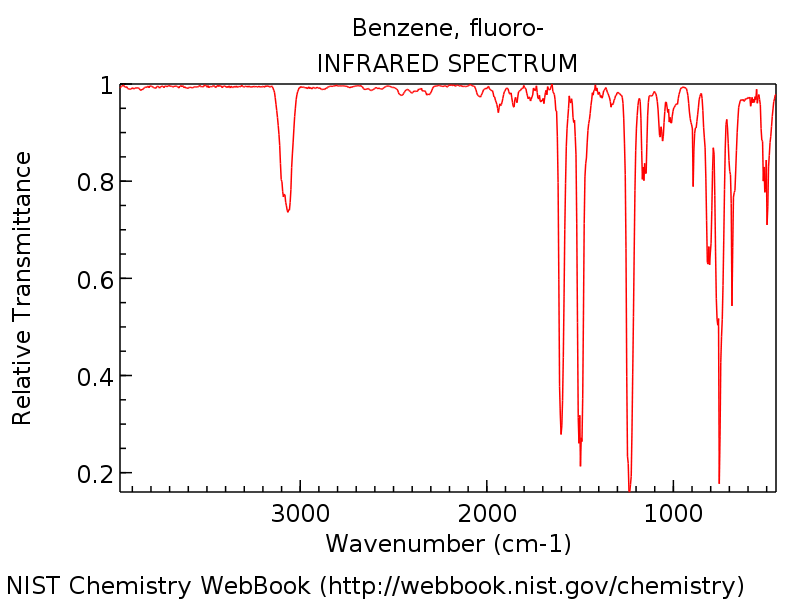 Benzene, fluoro-
INFRARED SPECTRUM
1
0.8
0.6
0.4
0.2
Relative Transmittance
3000 2000 1000
Wavenumber (cm-1)
NIST Chemistry WebBook (http://webbook.nist.gov/chemistry)